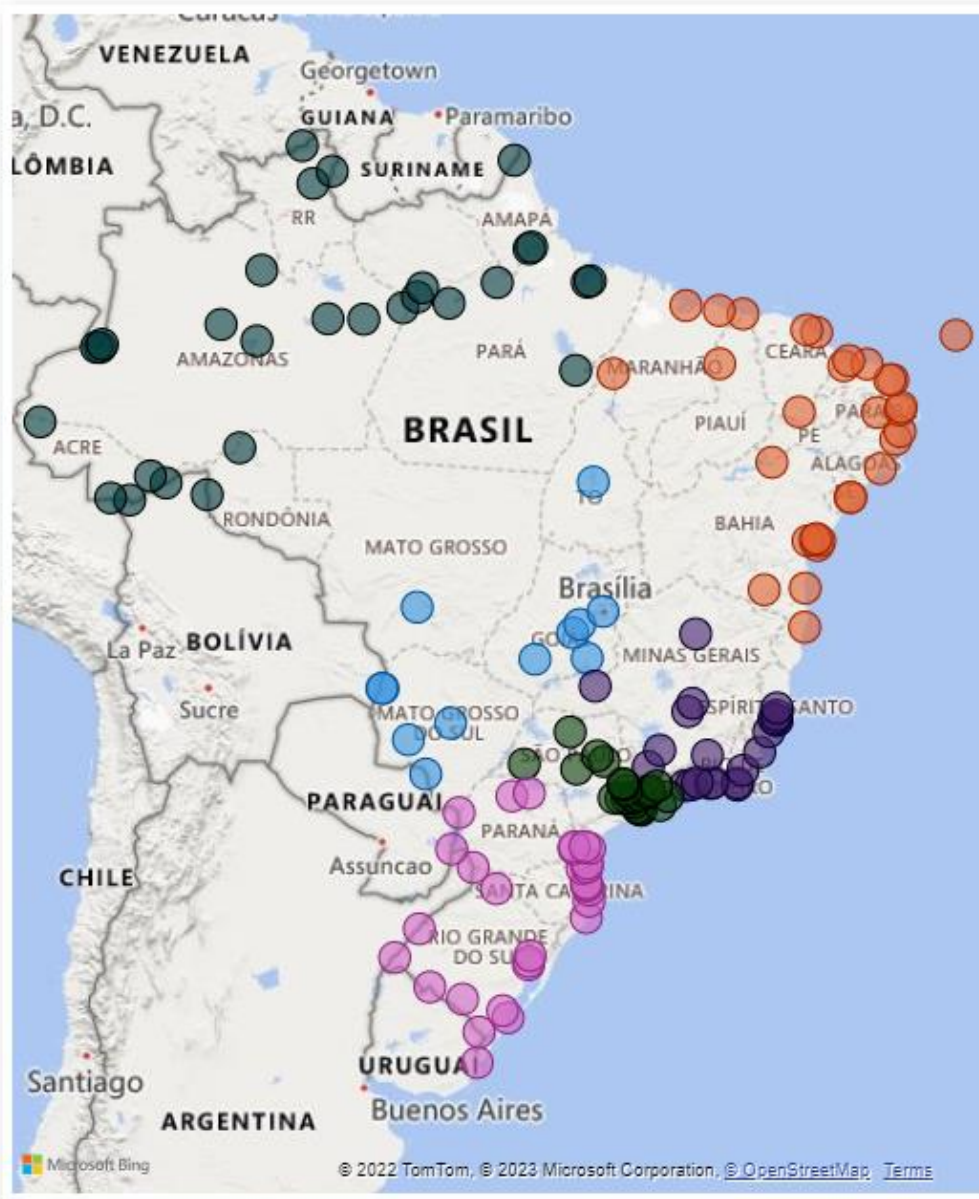 Caracas
VENEZUELA
Georgetown
a, D.C.
GUIANA
Paramaribo
LÔMBIA
SURINAME
RR
AMAPÁ
AMAZONAS
PARÁ
MARANHÃO
CEARÁ
BRASIL
PIAUÍ
PE
ACRE
ALAGOAS
TO
RONDÔNIA
BAHIA
MATO GROSSO
Brasília
La Paz
BOLÍVIA
MINAS GERAIS
Sucre
MATO GROSSO
DO SUL
PARAGUAI
PARANÁ
Assuncao
CHILE
RIO GRANDE
Santiago
URUGUAI
Buenos Aires
ARGENTINA
Microsoft Bing
© 2022 TomTom, © 2023 Microsoft Corporation, © OpenStreetMap Terms